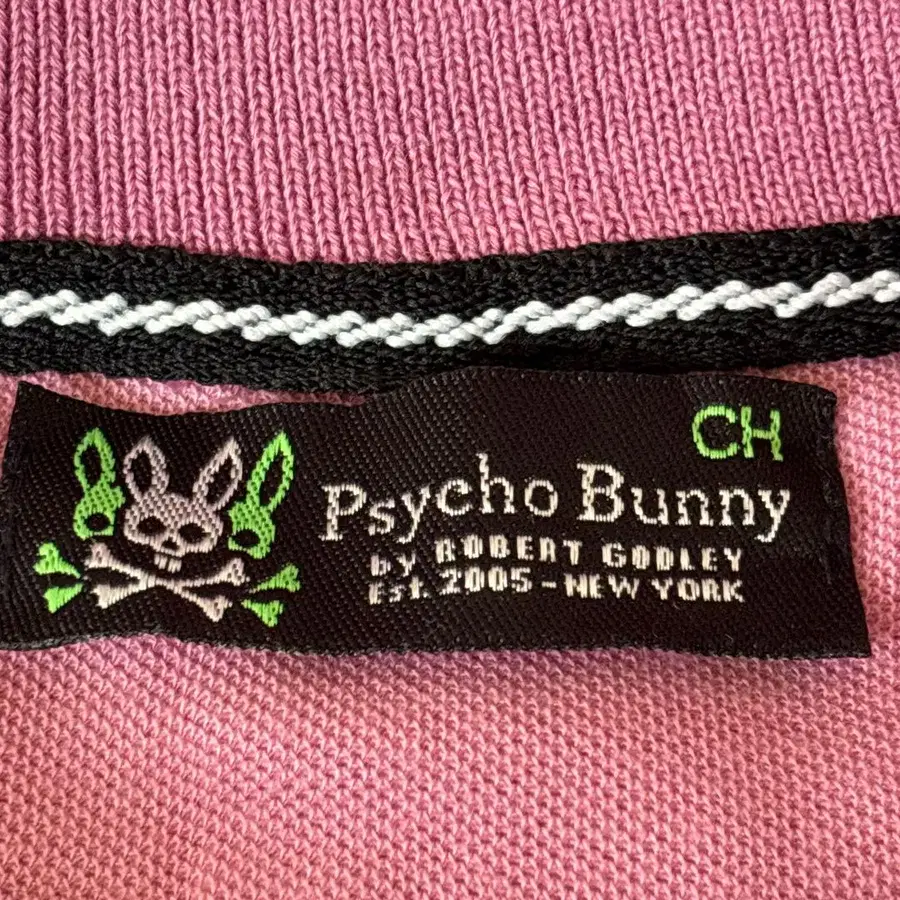 CH
Psycho Bunny
by ROBERT GODLEY
Est. 2005-NEW YORK